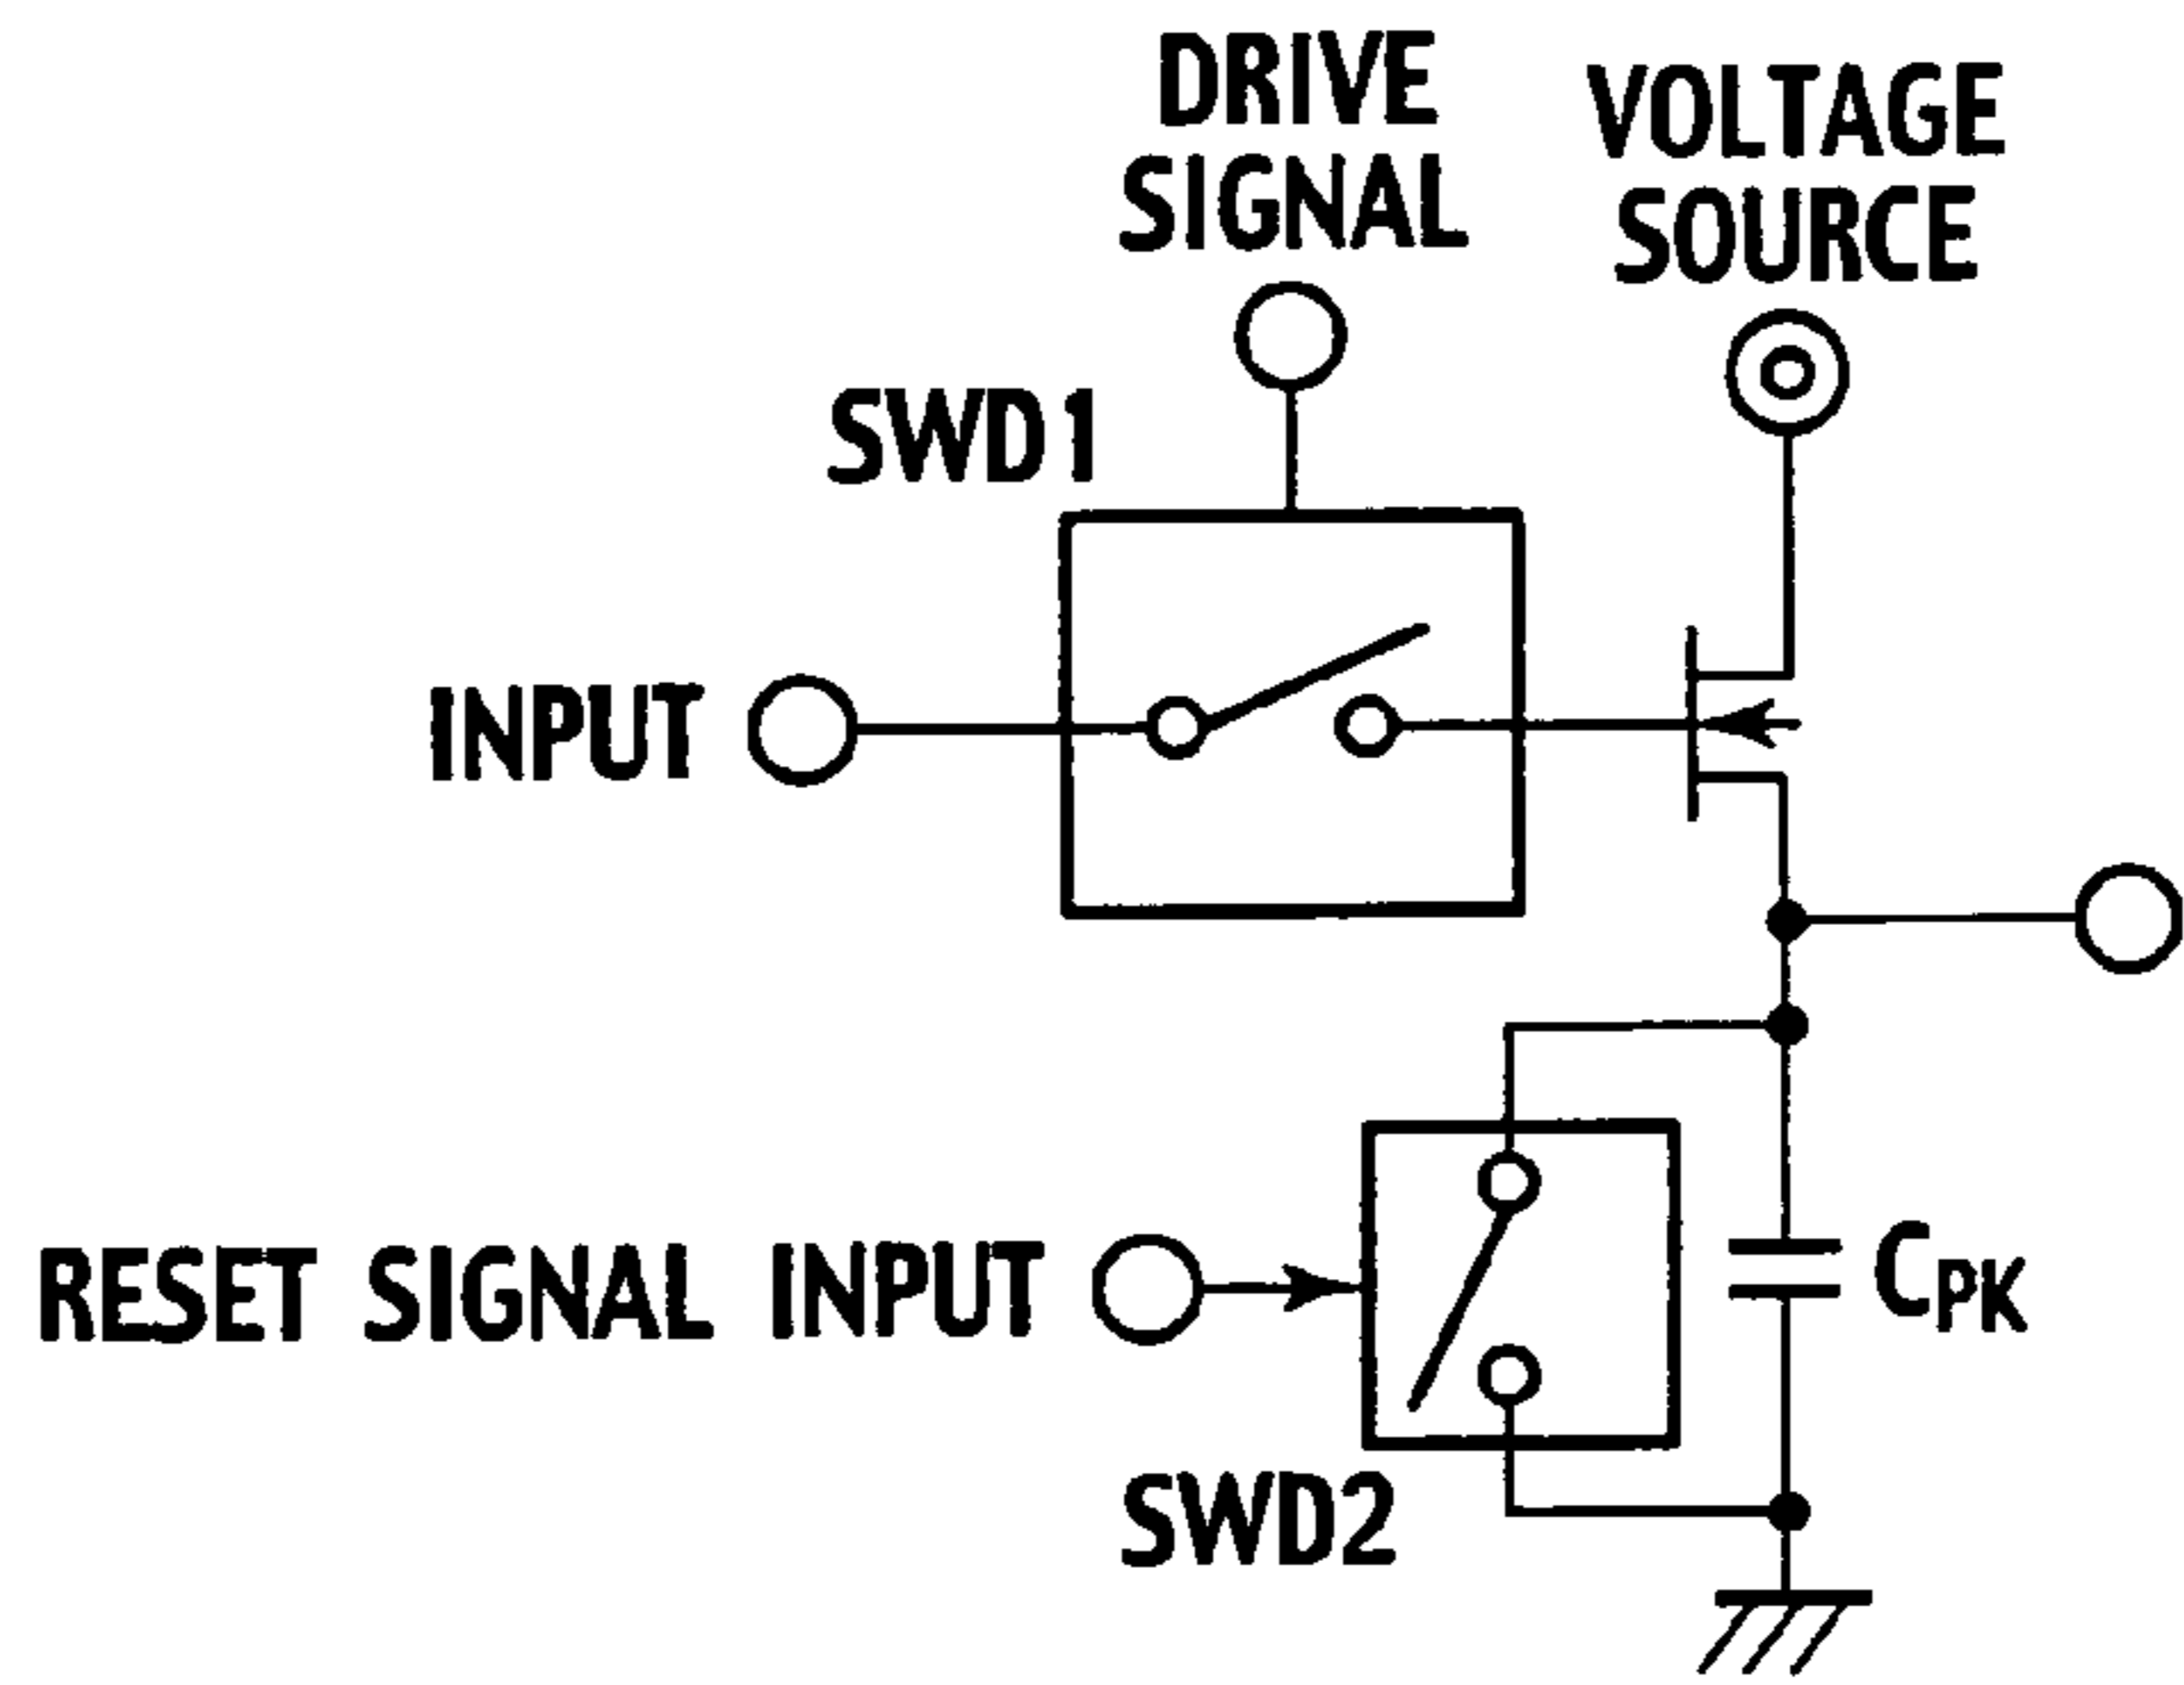 DRIVE
SIGNAL
VOLTAGE
SOURCE
SWD1
INPUT
RESET SIGNAL INPUT
CPK
SWD2